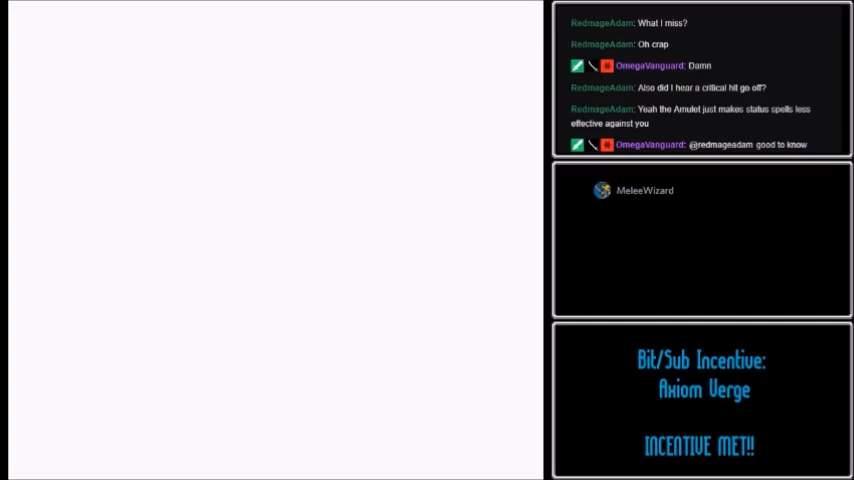 RedmageAdam: What I miss?
RedmageAdam: Oh crap
OmegaVanguard: Damn
RedmageAdam: Also did I hear a critical hit go off?
RedmageAdam: Yeah the Amulet just makes status spells less
effective against you
OmegaVanguard: @redmageadam good to know
MeleeWizard
Bit/Sub Incentive:
Axiom Verge
INCENTIVE MET!!